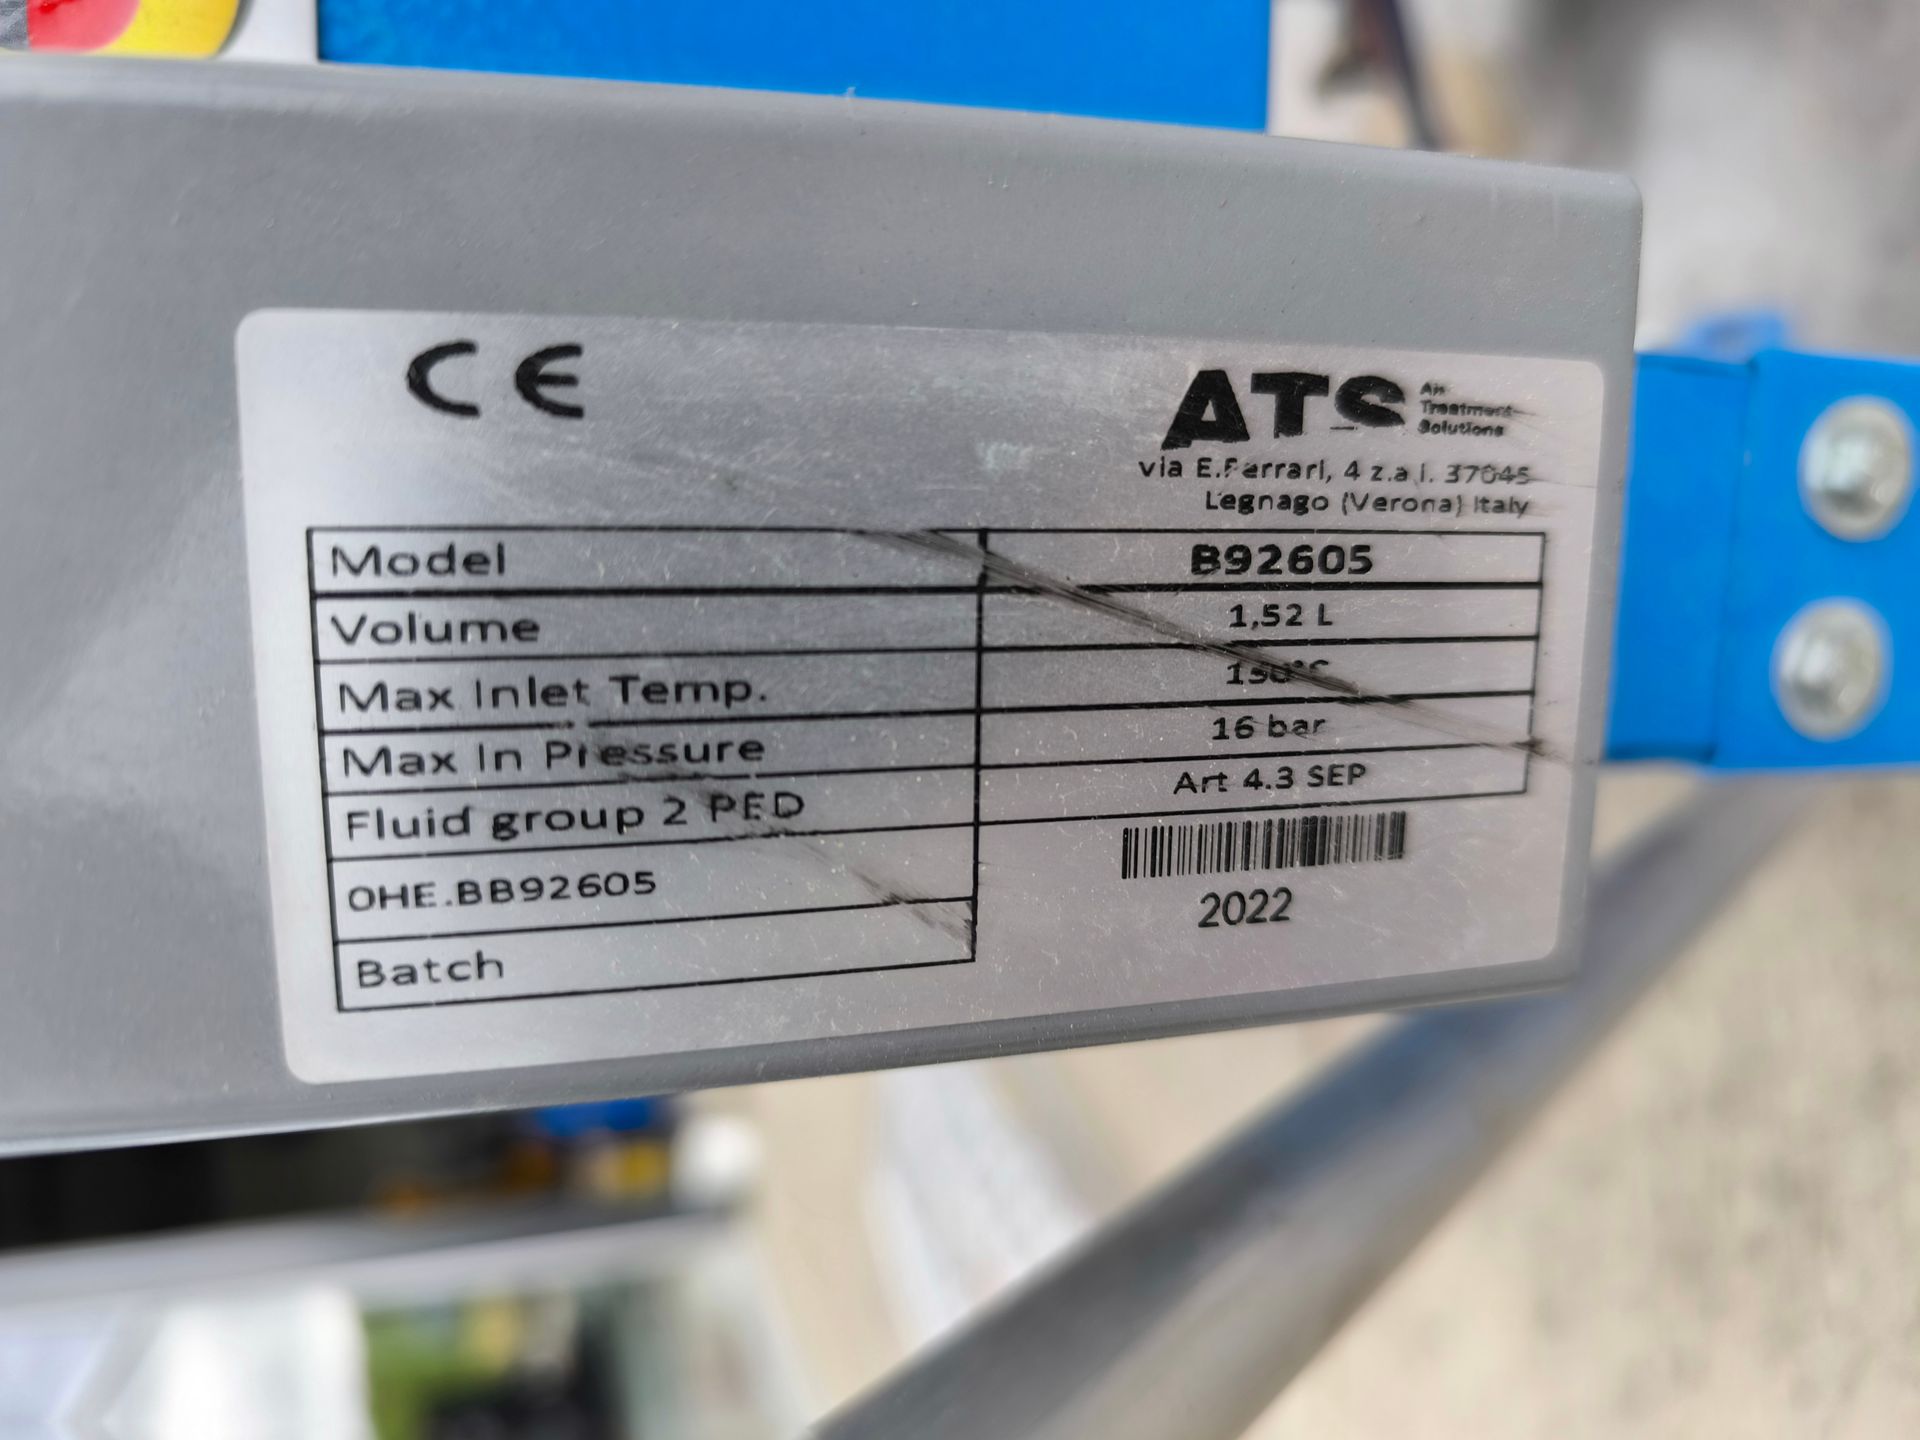 CE
ATS Air Treatment Solutions
via E.Ferrari, 4 z.a.i. 37045
Legnago (Verona) Italy
Model B92605
Volume 1,52 L
Max Inlet Temp.
Max In Pressure 16 bar
Fluid group 2 PED Art 4.3 SEP
OHE.BB92605
2022
Batch